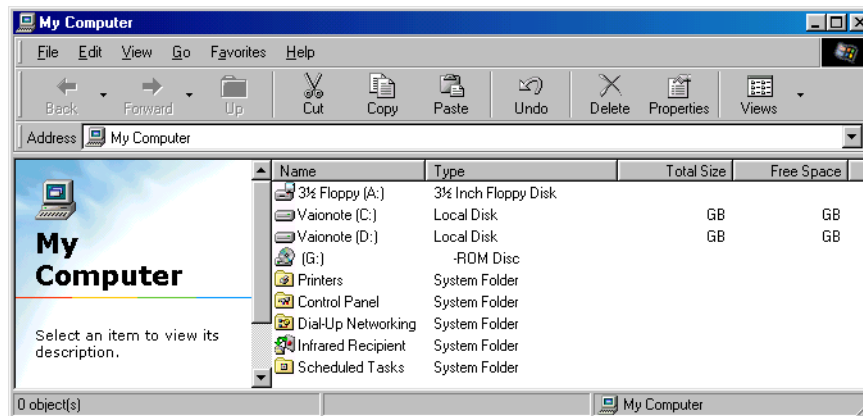 My Computer
File Edit View Go Favorites Help
Back Forward Up Cut Copy Paste Undo Delete Properties Views
Address My Computer
Name Type Total Size Free Space
3½ Floppy (A:) 3½ Inch Floppy Disk
Vaionote (C:) Local Disk GB GB
Vaionote (D:) Local Disk GB GB
(G:) -ROM Disc
Printers System Folder
Control Panel System Folder
Dial-Up Networking System Folder
Infrared Recipient System Folder
Scheduled Tasks System Folder
My
Computer
Select an item to view its
description.
0 object(s) My Computer